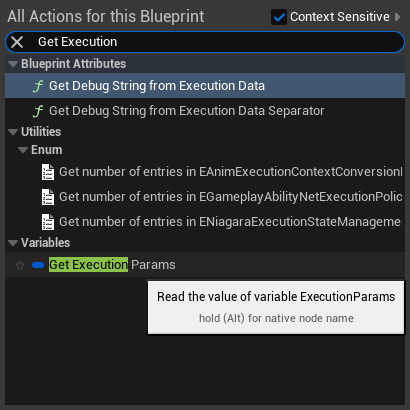 All Actions for this Blueprint
Context Sensitive
Get Execution
Blueprint Attributes
Get Debug String from Execution Data
Get Debug String from Execution Data Separator
Utilities
Enum
Get number of entries in EAnimExecutionContextConversion
Get number of entries in EGameplayAbilityNetExecutionPolic
Get number of entries in ENiagaraExecutionStateManageme
Variables
Get Execution Params
Read the value of variable ExecutionParams
hold (Alt) for native node name